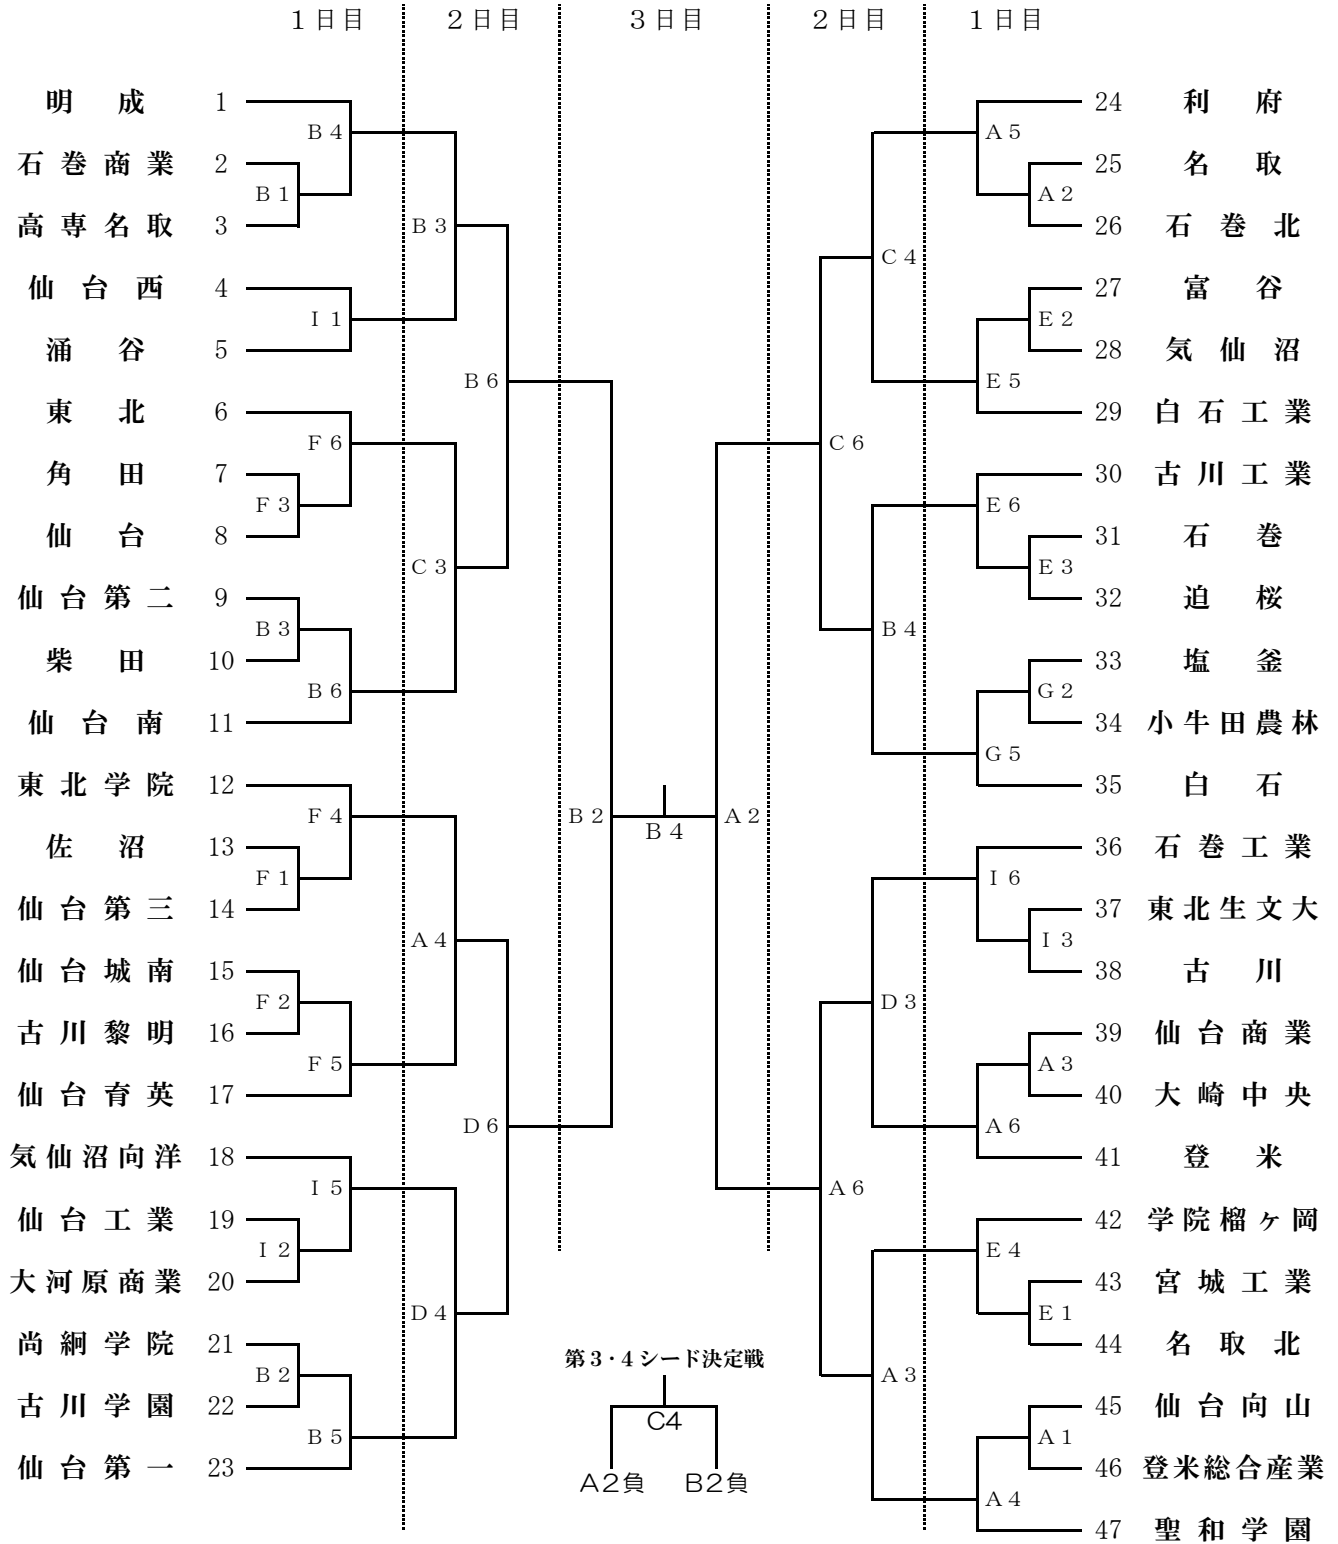 1日目 2日目 3日目 2日目 1日目
明成 1 24 利府
B4 A5
石巻商業 2 25 名取
B1 A2
高専名取 3 B3 26 石巻北
C4
仙台西 4 27 富谷
I1 E2
涌谷 5 28 気仙沼
B6 E5
東北 6 29 白石工業
F6 C6
角田 7 30 古川工業
F3 E6
仙台 8 31 石巻
C3 E3
仙台第二 9 32 迫桜
B3 B4
柴田 10 33 塩釜
B6 G2
仙台南 11 34 小牛田農林
G5
東北学院 12 35 白石
F4 B2 B4 A2
佐沼 13 36 石巻工業
F1 I6
仙台第三 14 37 東北生文大
A4 I3
仙台城南 15 38 古川
F2 D3
古川黎明 16 39 仙台商業
F5 A3
仙台育英 17 40 大崎中央
D6 A6
気仙沼向洋 18 41 登米
I5 A6
仙台工業 19 42 学院榴ヶ岡
I2 E4
大河原商業 20 43 宮城工業
D4 E1
尚絅学院 21 44 名取北
第3・4シード決定戦
B2 A3
古川学園 22 C4 45 仙台向山
B5 A1
仙台第一 23 46 登米総合産業
A2負 B2負
A4
47 聖和学園